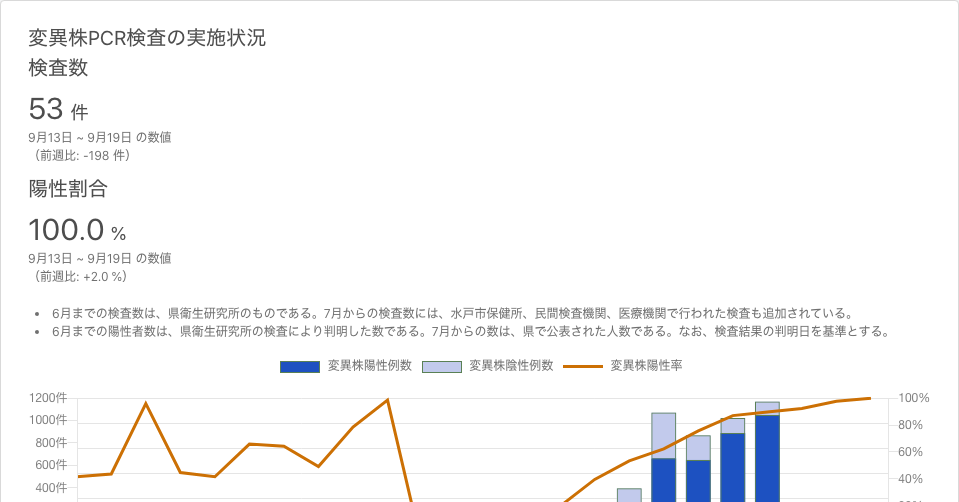 変異株PCR検査の実施状況
検査数
53 件
9月13日 ~ 9月19日 の数値
（前週比: -198 件）
陽性割合
100.0 %
9月13日 ~ 9月19日 の数値
（前週比: +2.0 %）
• 6月までの検査数は、県衛生研究所のものである。7月からの検査数には、水戸市保健所、民間検査機関、医療機関で行われた検査も追加されている。
• 6月までの陽性者数は、県衛生研究所の検査により判明した数である。7月からの数は、県で公表された人数である。なお、検査結果の判明日を基準とする。
変異株陽性例数 変異株陰性例数 変異株陽性率
1200件 100%
1000件 80%
800件
600件 60%
400件 40%